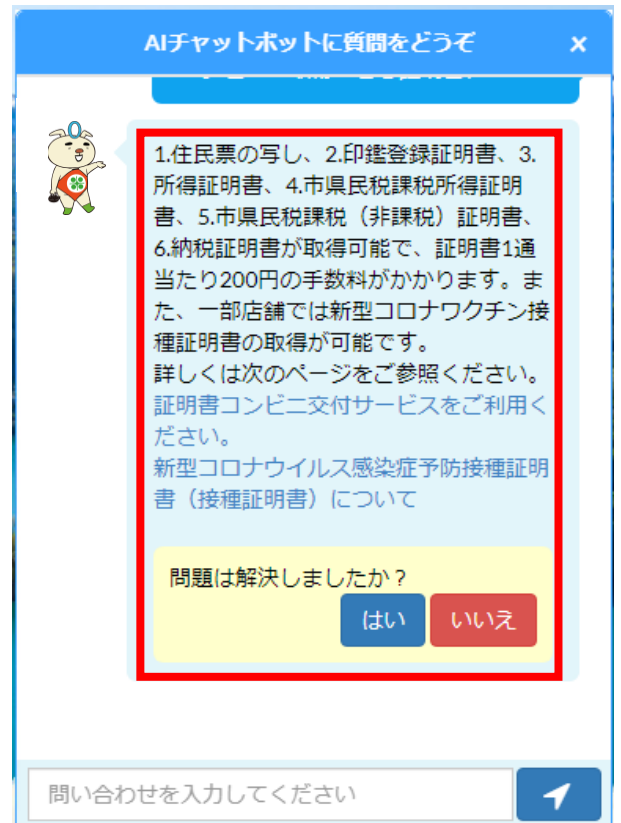 AIチャットボットに質問をどうぞ ×
1.住民票の写し、2.印鑑登録証明書、3.
所得証明書、4.市県民税課税所得証明
書、5.市県民税課税（非課税）証明書、
6.納税証明書が取得可能で、証明書1通
当たり200円の手数料がかかります。ま
た、一部店舗では新型コロナワクチン接
種証明書の取得が可能です。
詳しくは次のページをご参照ください。
証明書コンビニ交付サービスをご利用く
ださい。
新型コロナウイルス感染症予防接種証明
書（接種証明書）について
問題は解決しましたか？
はい いいえ
問い合わせを入力してください